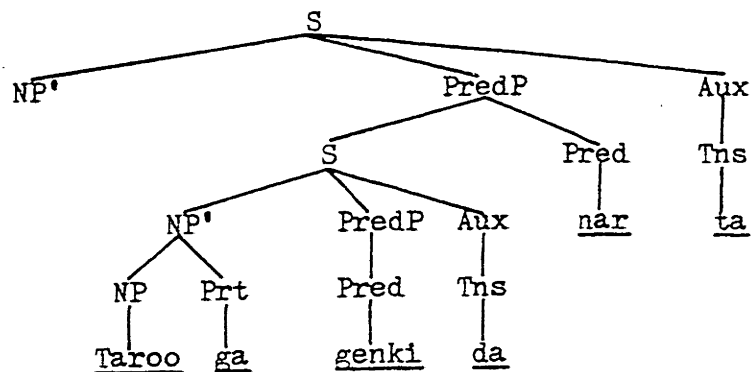 S
NP' PredP Aux
S Pred Tns
NP' PredP Aux nar ta
NP Prt Pred Tns
Taroo ga genki da